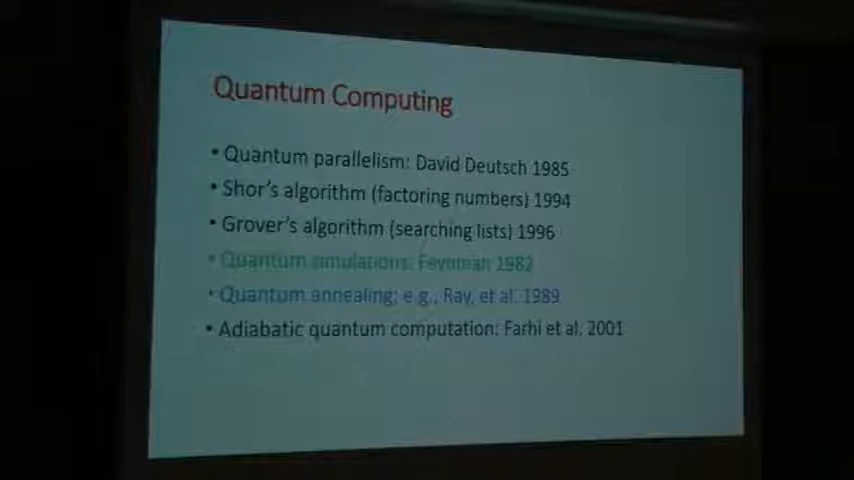 Quantum Computing
• Quantum parallelism: David Deutsch 1985
• Shor's algorithm (factoring numbers) 1994
• Grover's algorithm (searching lists) 1996
• Quantum simulations: Feynman 1982
• Quantum annealing; e.g., Ray, et al. 1989
• Adiabatic quantum computation: Farhi et al. 2001